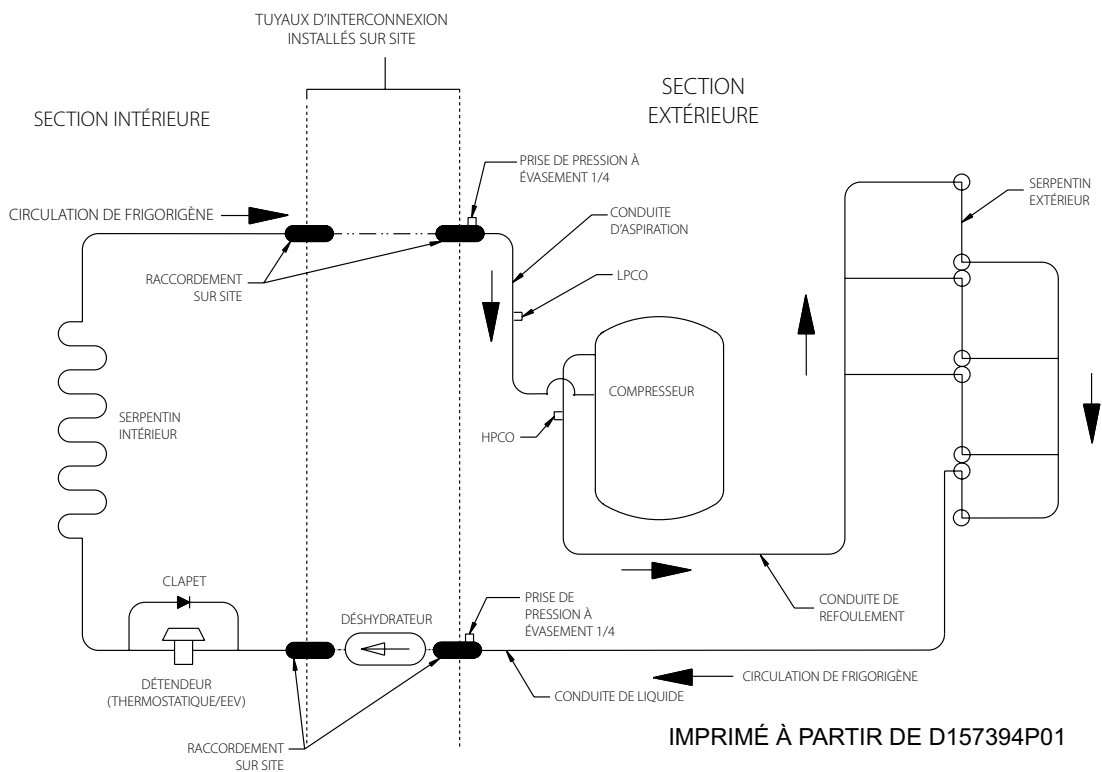 TUYAUX D'INTERCONNEXION
INSTALLÉS SUR SITE
SECTION INTÉRIEURE
SECTION
EXTÉRIEURE
PRISE DE PRESSION À
ÉVASEMENT 1/4
SERPENTIN
EXTÉRIEUR
CIRCULATION DE FRIGORIGÈNE
CONDUITE
D'ASPIRATION
RACCORDEMENT
SUR SITE
LPCO
COMPRESSEUR
SERPENTIN
INTÉRIEUR
HPCO
CLAPET
DÉSHYDRATEUR
PRISE DE
PRESSION À
ÉVASEMENT 1/4
CONDUITE DE
REFOULEMENT
DÉTENDEUR
(THERMOSTATIQUE/EEV)
CONDUITE DE LIQUIDE
CIRCULATION DE FRIGORIGÈNE
RACCORDEMENT
SUR SITE
IMPRIMÉ À PARTIR DE D157394P01